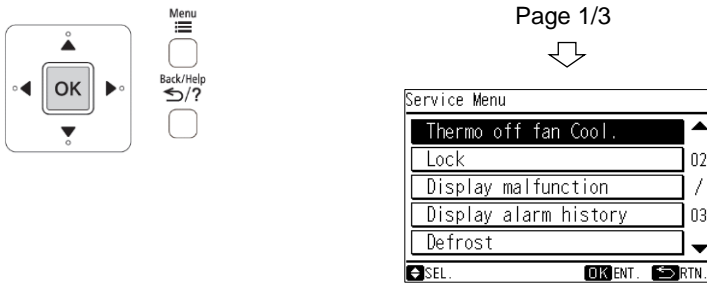 Menu
Back/Help
/?
OK
Page 1/3
Service Menu
Thermo off fan Cool.
Lock
Display malfunction
Display alarm history
Defrost
02
/
03
SEL. OK ENT. RTN.